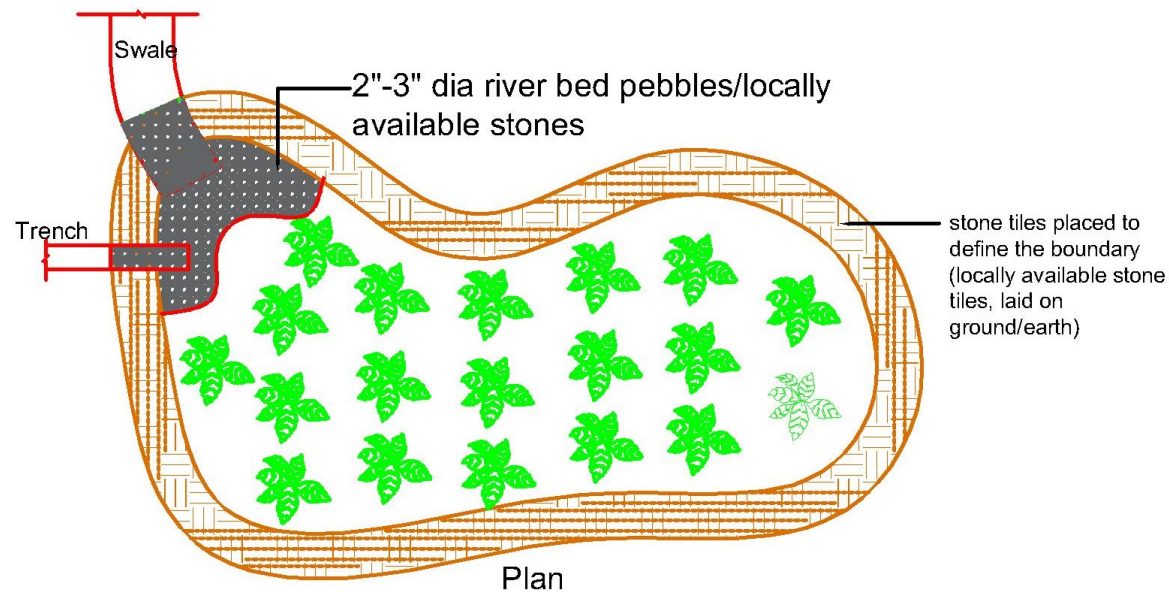 Swale
2"-3" dia river bed pebbles/locally
available stones
Trench
stone tiles placed to
define the boundary
(locally available stone
tiles, laid on
ground/earth)
Plan